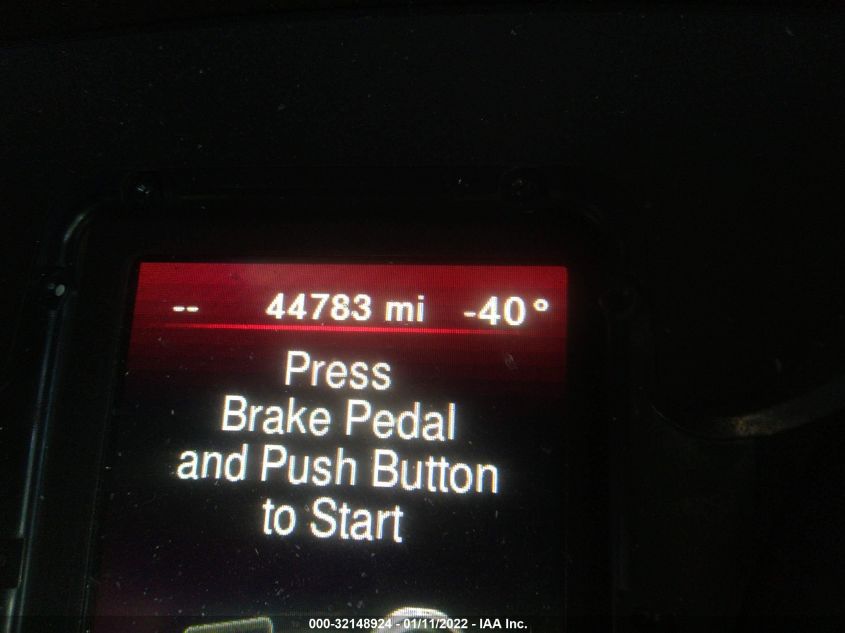 -- 44783 mi -40°
Press
Brake Pedal
and Push Button
to Start
000-32148924 - 01/11/2022 - IAA Inc.